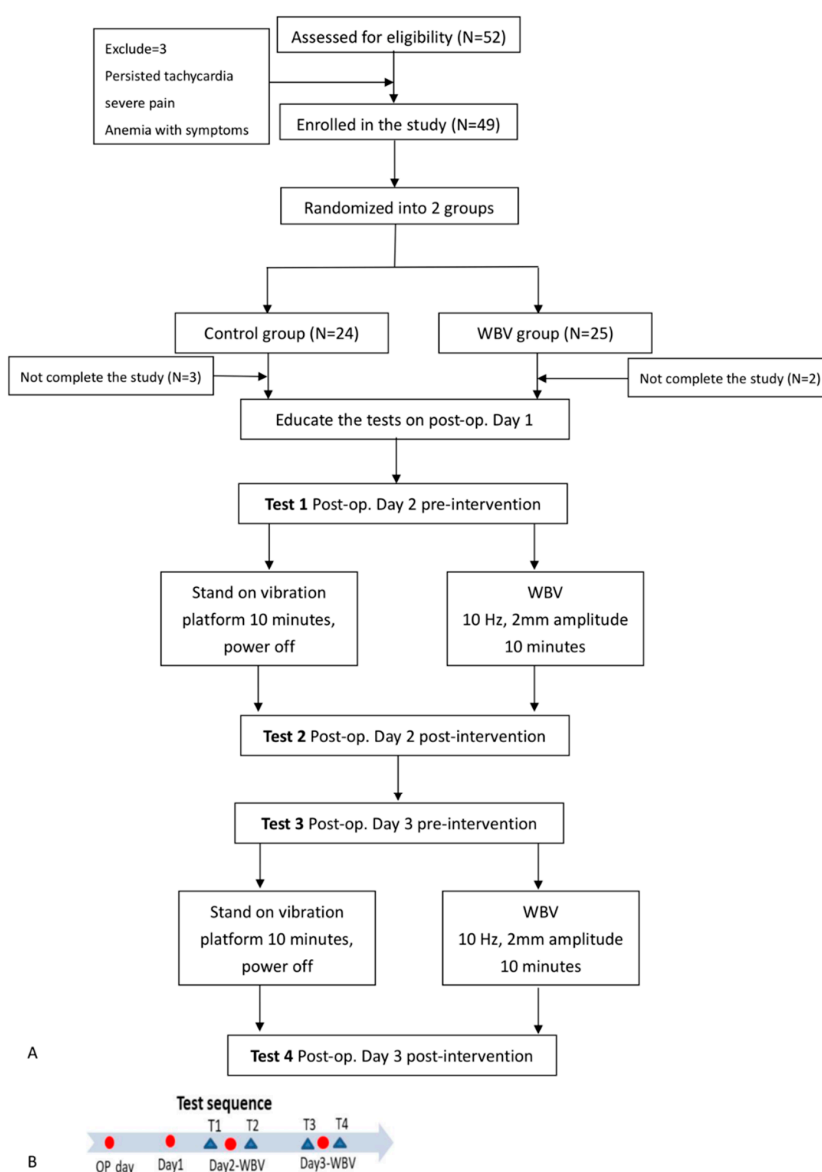 Assessed for eligibility (N=52)
Exclude=3
Persisted tachycardia
severe pain
Anemia with symptoms
Enrolled in the study (N=49)
Randomized into 2 groups
Control group (N=24)
WBV group (N=25)
Not complete the study (N=3)
Not complete the study (N=2)
Educate the tests on post-op. Day 1
Test 1 Post-op. Day 2 pre-intervention
Stand on vibration
platform 10 minutes,
power off
WBV
10 Hz, 2mm amplitude
10 minutes
Test 2 Post-op. Day 2 post-intervention
Test 3 Post-op. Day 3 pre-intervention
Stand on vibration
platform 10 minutes,
power off
WBV
10 Hz, 2mm amplitude
10 minutes
Test 4 Post-op. Day 3 post-intervention
A
Test sequence
T1 T2 T3 T4
OP day Day1 Day2-WBV Day3-WBV
B